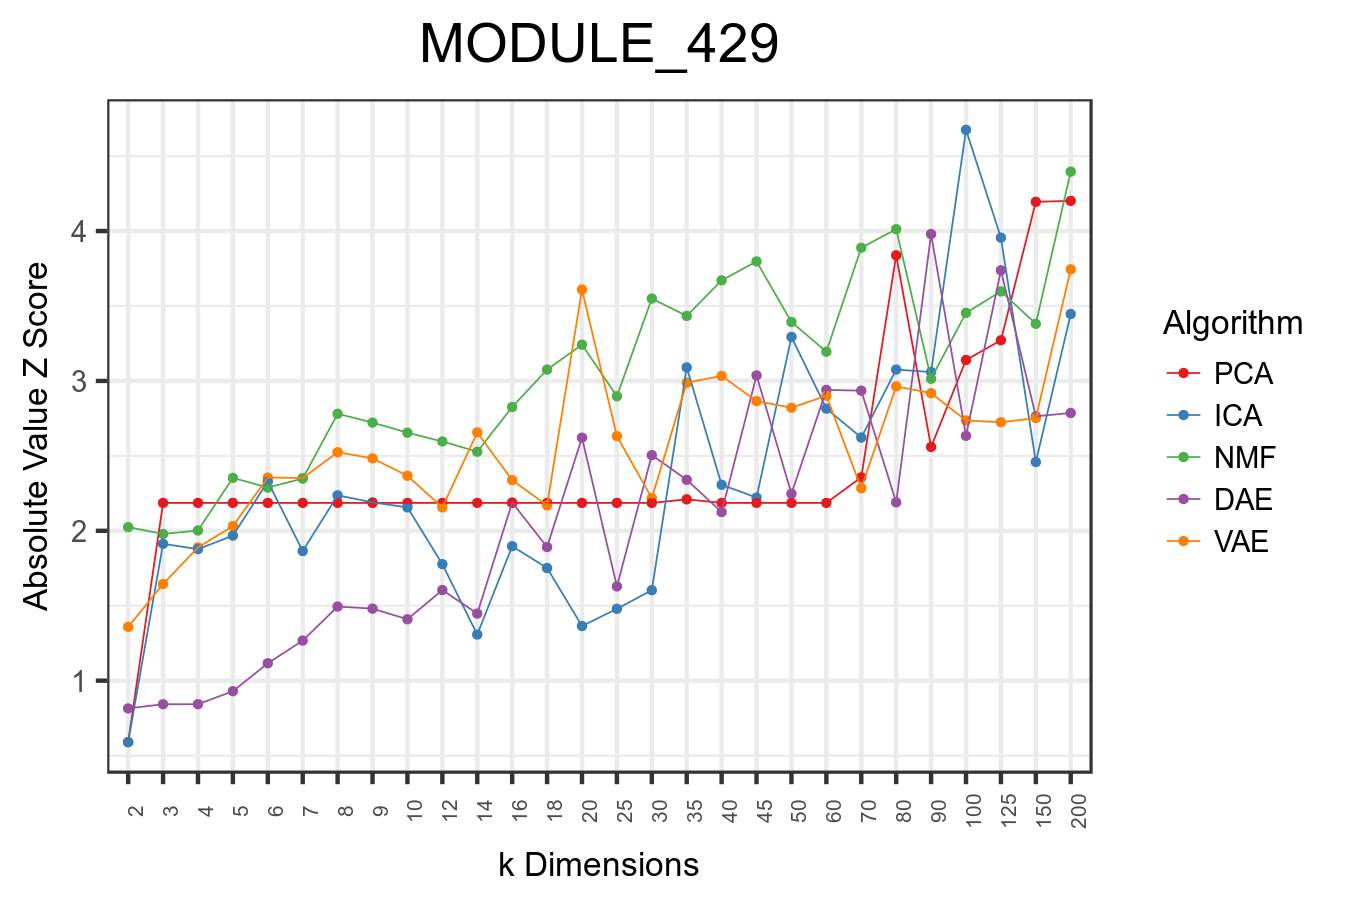 MODULE_429
Absolute Value Z Score
4
3
2
1
2 3 4 5 6 7 8 9 10 12 14 16 18 20 25 30 35 40 45 50 60 70 80 90 100 125 150 200
k Dimensions
Algorithm
PCA
ICA
NMF
DAE
VAE